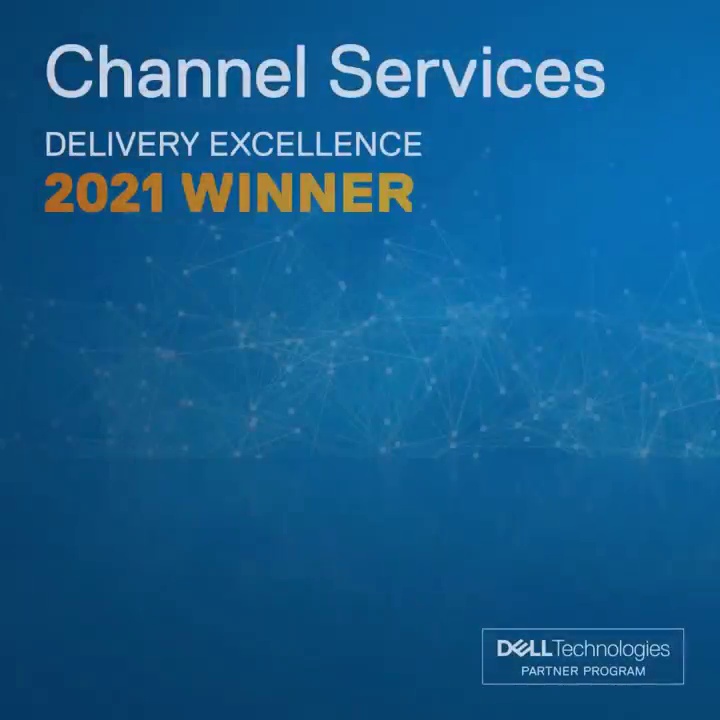 Channel Services
DELIVERY EXCELLENCE
2021 WINNER
DELLTechnologies
PARTNER PROGRAM